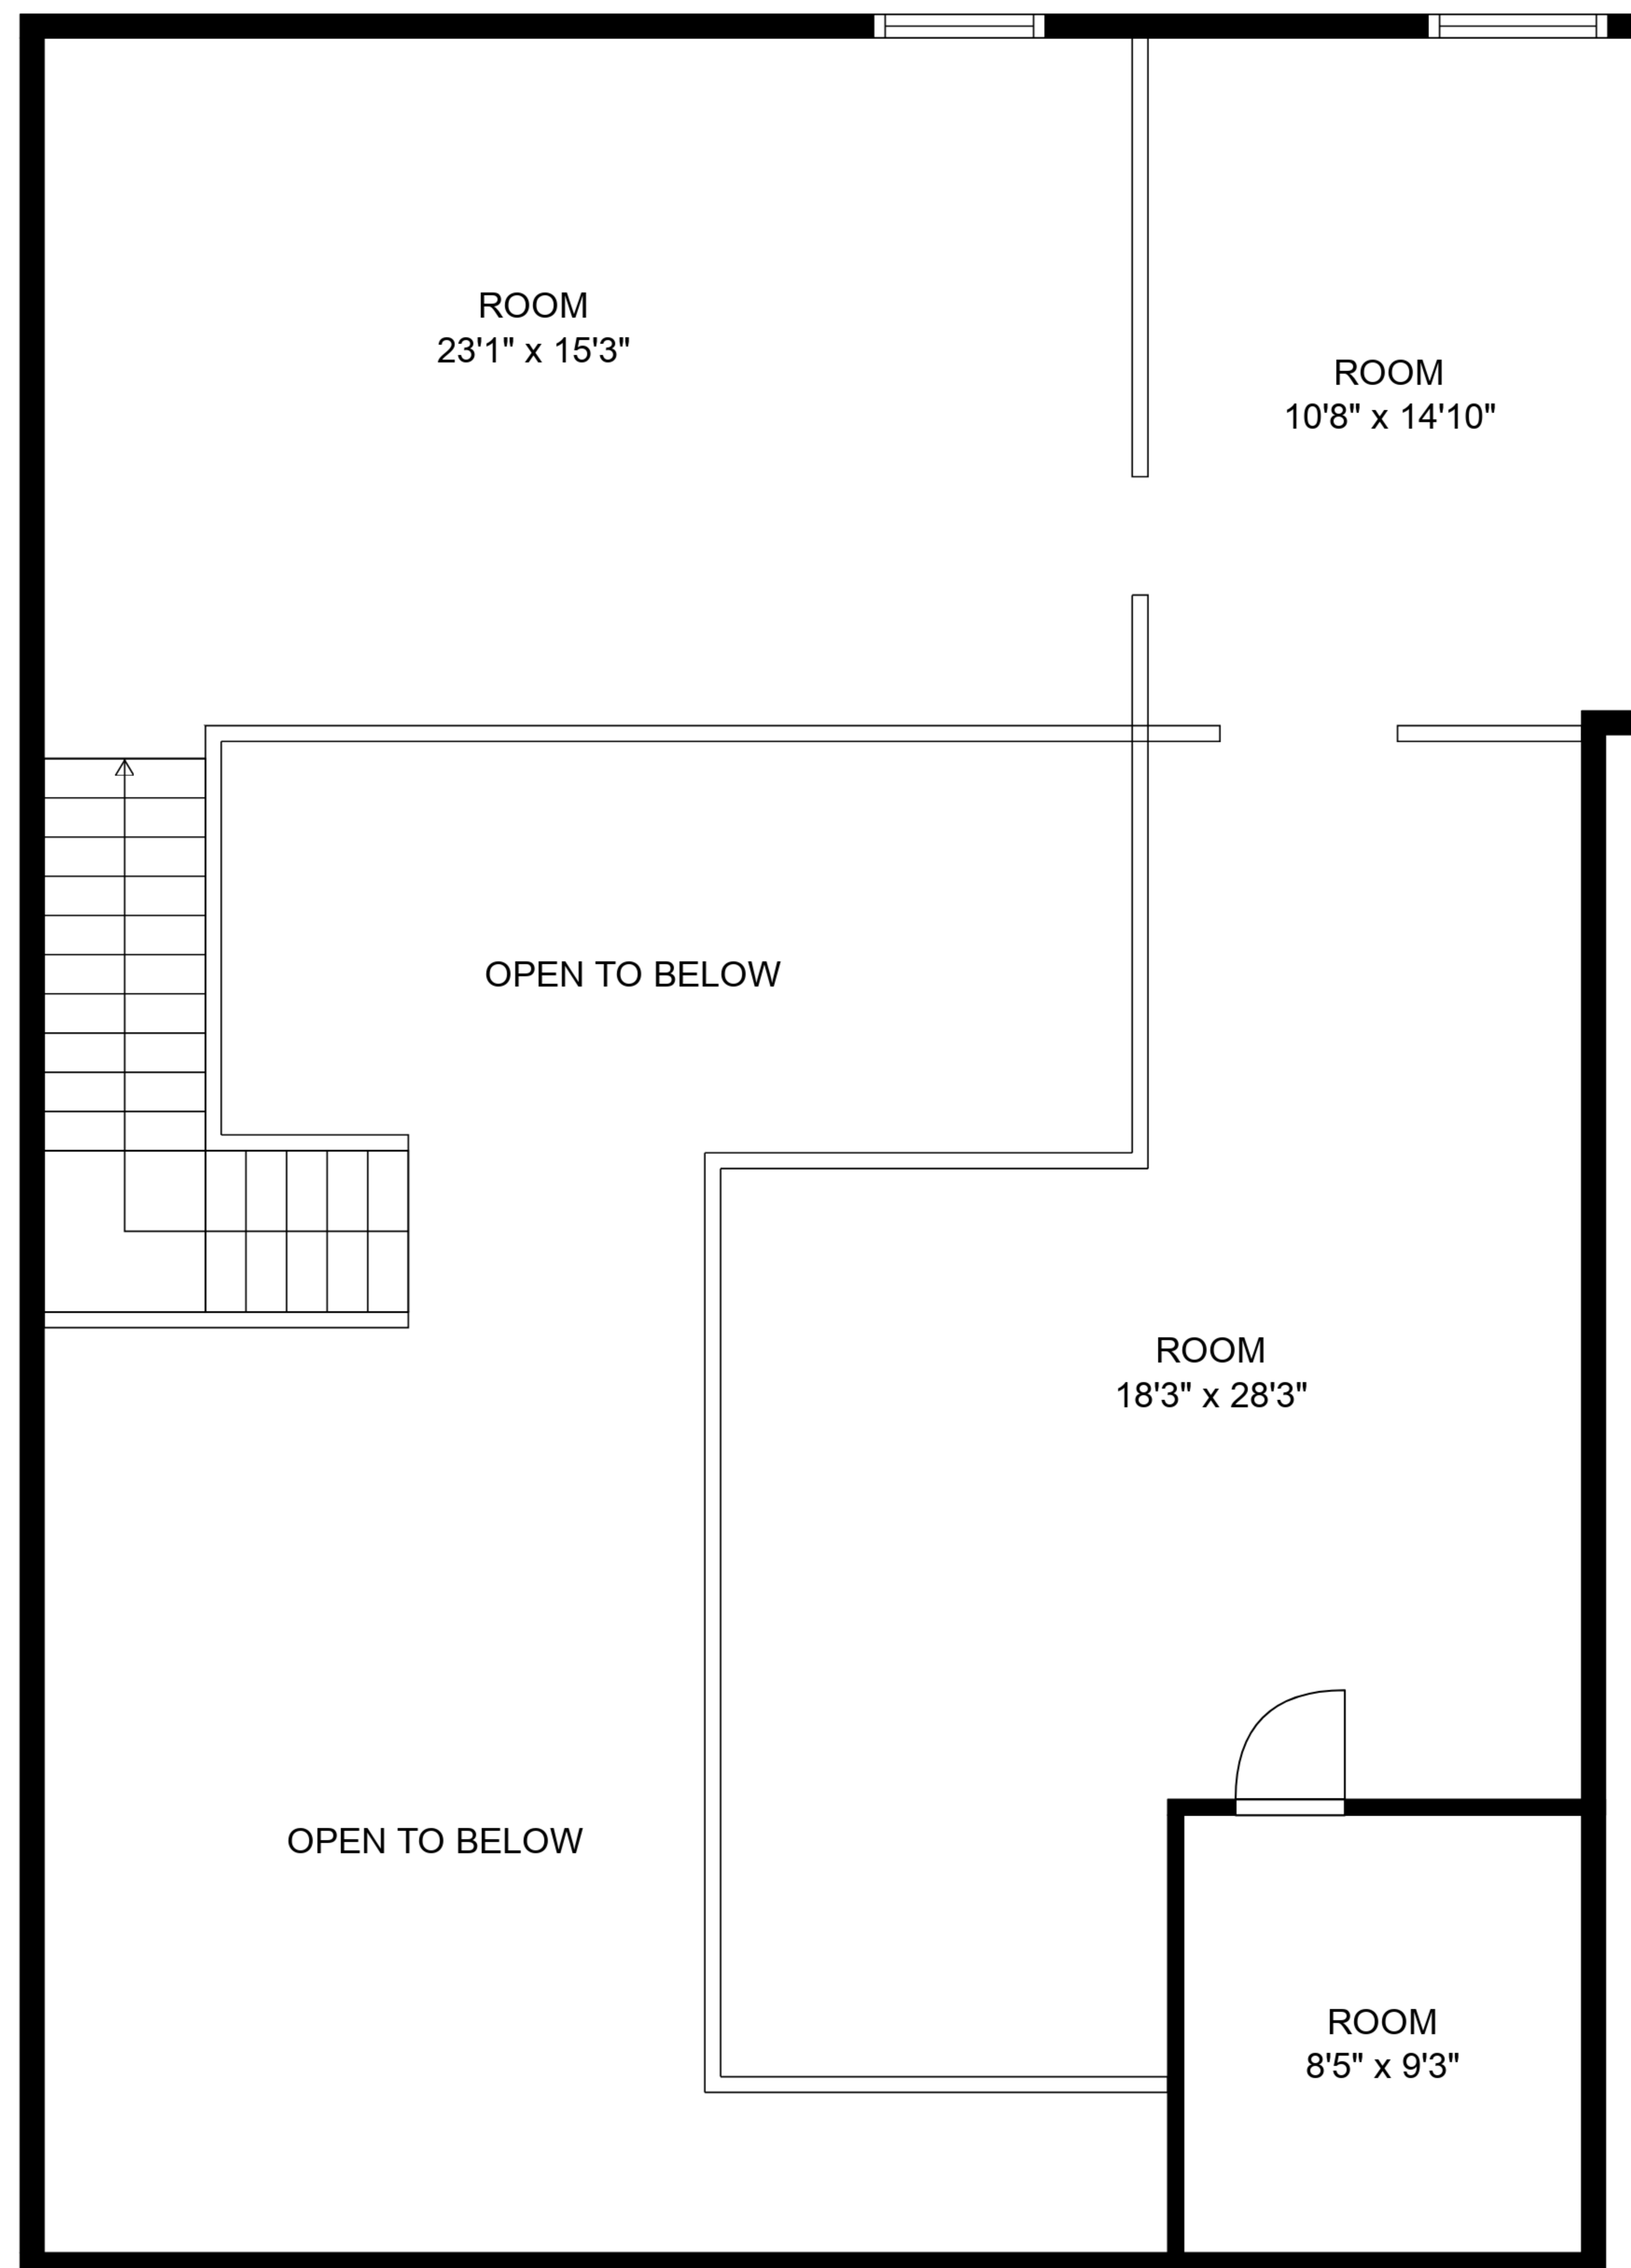 ROOM
23'1" x 15'3"
ROOM
10'8" x 14'10"
OPEN TO BELOW
ROOM
18'3" x 28'3"
OPEN TO BELOW
ROOM
8'5" x 9'3"